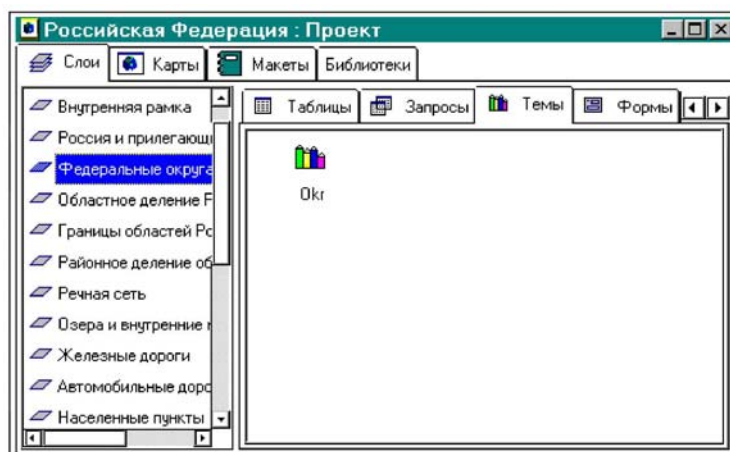 Российская Федерация : Проект
Слои Карты Макеты Библиотеки
Таблицы Запросы Темы Формы
Внутренняя рамка
Россия и прилегающ
Федеральные округа
Областное деление F
Границы областей Рс
Районное деление об
Речная сеть
Озера и внутренние
Железные дороги
Автомобильные доро
Населенные пункты
Okr